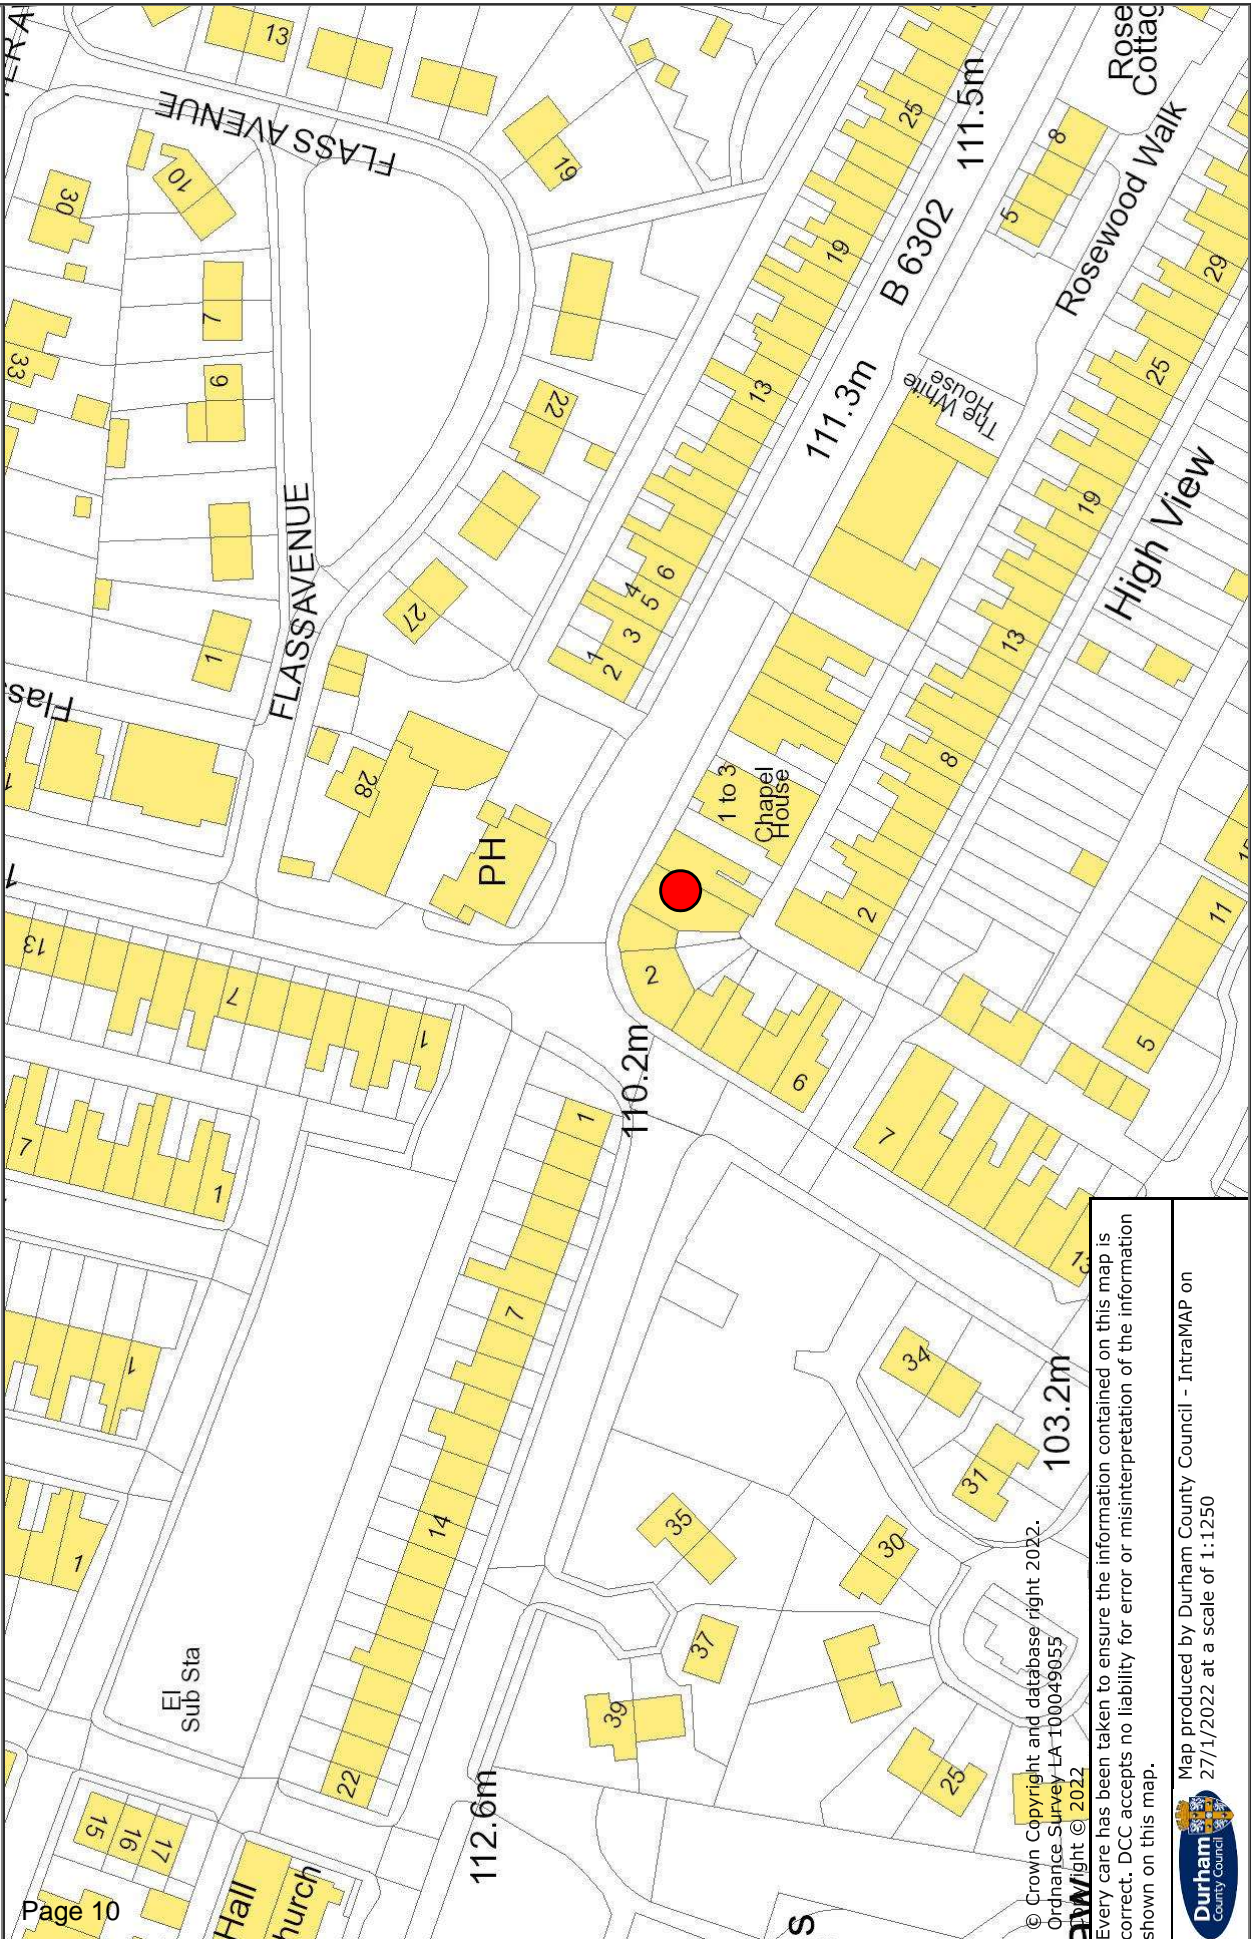 13
FLASS AVENUE
10
30
19
25
111.5m
Rose
Cottag
8
5
Rosewood Walk
B 6302
19
29
7
33
9
22
13
111.3m
The White
House
25
19
High View
FLASSAVENUE
27
4
6
5
3
1
2
13
1
Flas
28
8
1 to 3
Chapel
House
PH
2
11
13
7
1
2
5
110.2m
9
7
1
7
1
13
7
34
1
31
103.2m
14
35
30
1
El
Sub Sta
37
39
25
22
112.6m
15
16
17
Hall
hurch
Page 10
s
© Crown Copyright and database right 2022.
Ordnance Survey LA 100049055
Every care has been taken to ensure the information contained on this map is
correct. DCC accepts no liability for error or misinterpretation of the information
shown on this map.
Map produced by Durham County Council - IntraMAP on
27/1/2022 at a scale of 1:1250
Durham
County Council